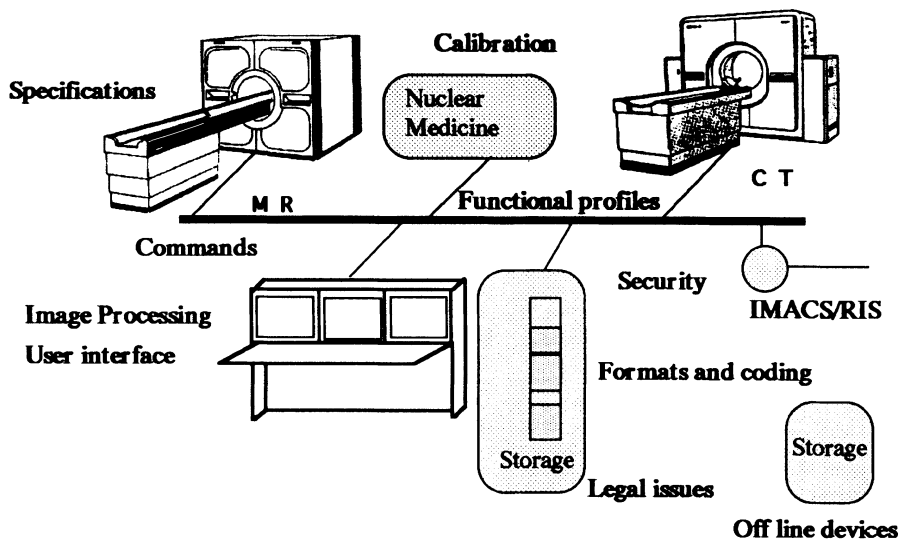 Calibration
Specifications
Nuclear
Medicine
C T
M R
Functional profiles
Commands
Security
IMACS/RIS
Image Processing
User interface
Formats and coding
Storage
Storage
Legal issues
Off line devices